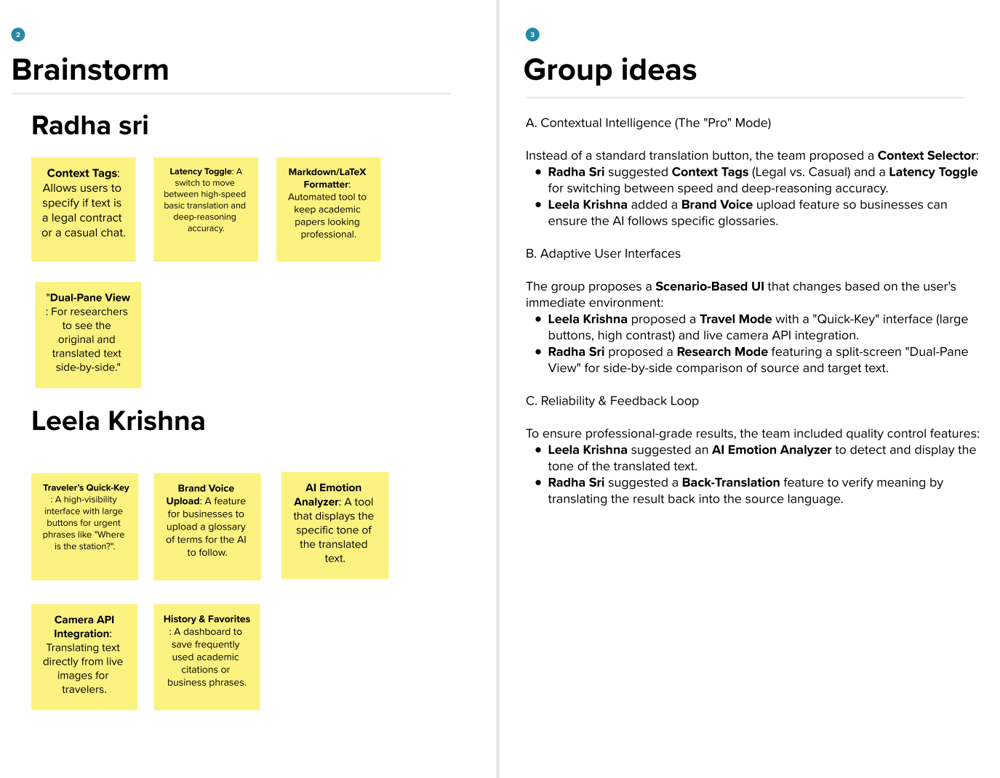 2
Brainstorm
Radha sri
Context Tags:
Allows users to
specify if text is
a legal contract
or a casual chat.
Latency Toggle: A
switch to move
between high-speed
basic translation and
deep-reasoning
accuracy.
Markdown/LaTeX
Formatter:
Automated tool to
keep academic
papers looking
professional.
"Dual-Pane View
: For researchers
to see the
original and
translated text
side-by-side."
Leela Krishna
Traveler's Quick-Key
: A high-visibility
interface with large
buttons for urgent
phrases like "Where
is the station?".
Brand Voice
Upload: A feature
for businesses to
upload a glossary
of terms for the AI
to follow.
AI Emotion
Analyzer: A tool
that displays the
specific tone of
the translated
text.
Camera API
Integration:
Translating text
directly from live
images for
travelers.
History & Favorites
: A dashboard to
save frequently
used academic
citations or
business phrases.
3
Group ideas
A. Contextual Intelligence (The "Pro" Mode)
Instead of a standard translation button, the team proposed a Context Selector:
● Radha Sri suggested Context Tags (Legal vs. Casual) and a Latency Toggle
for switching between speed and deep-reasoning accuracy.
● Leela Krishna added a Brand Voice upload feature so businesses can
ensure the AI follows specific glossaries.
B. Adaptive User Interfaces
The group proposes a Scenario-Based UI that changes based on the user's
immediate environment:
● Leela Krishna proposed a Travel Mode with a "Quick-Key" interface (large
buttons, high contrast) and live camera API integration.
● Radha Sri proposed a Research Mode featuring a split-screen "Dual-Pane
View" for side-by-side comparison of source and target text.
C. Reliability & Feedback Loop
To ensure professional-grade results, the team included quality control features:
● Leela Krishna suggested an AI Emotion Analyzer to detect and display the
tone of the translated text.
● Radha Sri suggested a Back-Translation feature to verify meaning by
translating the result back into the source language.